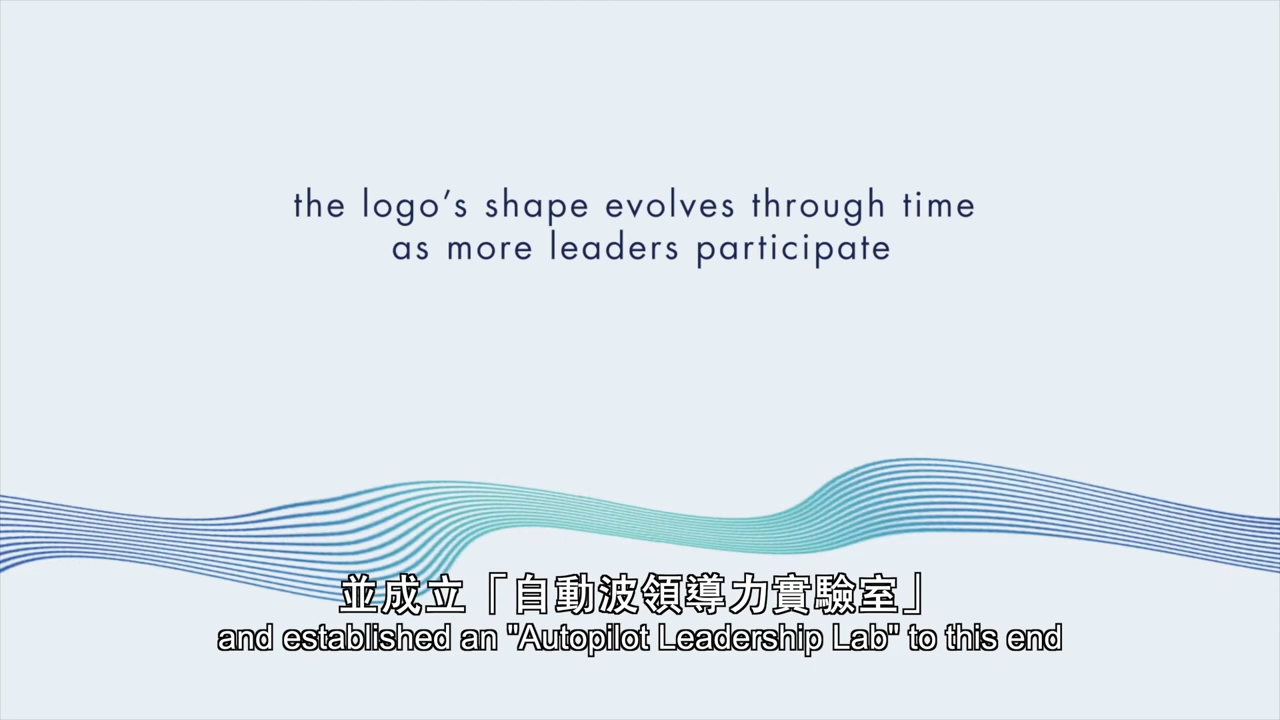 the logo’s shape evolves through time
as more leaders participate
並成立「自動波領導力實驗室」
and established an "Autopilot Leadership Lab" to this end